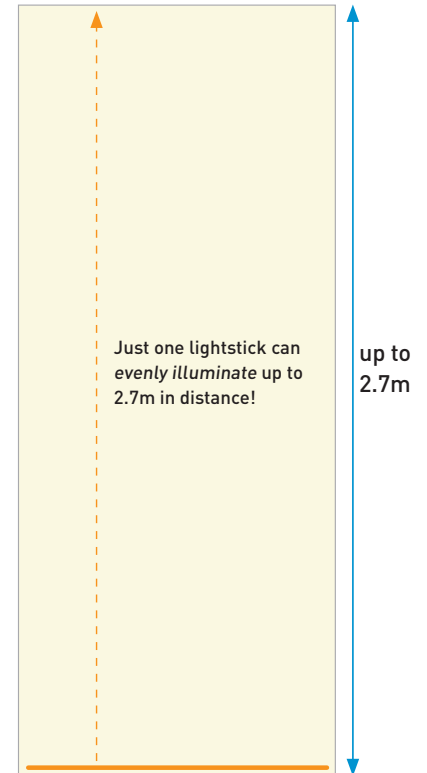 Just one lightstick can
evenly illuminate up to
2.7m in distance!
up to
2.7m